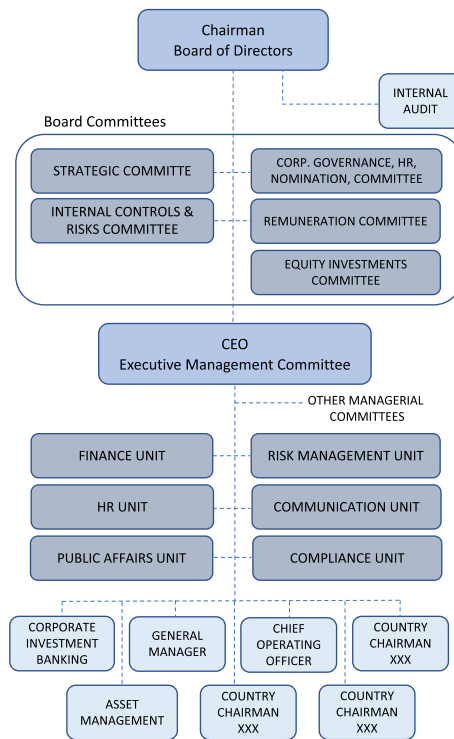 Chairman
Board of Directors
INTERNAL
AUDIT
Board Committees
STRATEGIC COMMITTE
CORP. GOVERNANCE, HR,
NOMINATION, COMMITTEE
INTERNAL CONTROLS &
RISKS COMMITTEE
REMUNERATION COMMITTEE
EQUITY INVESTMENTS
COMMITTEE
CEO
Executive Management Committee
OTHER MANAGERIAL
COMMITTEES
FINANCE UNIT
RISK MANAGEMENT UNIT
HR UNIT
COMMUNICATION UNIT
PUBLIC AFFAIRS UNIT
COMPLIANCE UNIT
CORPORATE
INVESTMENT
BANKING
GENERAL
MANAGER
CHIEF
OPERATING
OFFICER
COUNTRY
CHAIRMAN
XXX
ASSET
MANAGEMENT
COUNTRY
CHAIRMAN
XXX
COUNTRY
CHAIRMAN
XXX